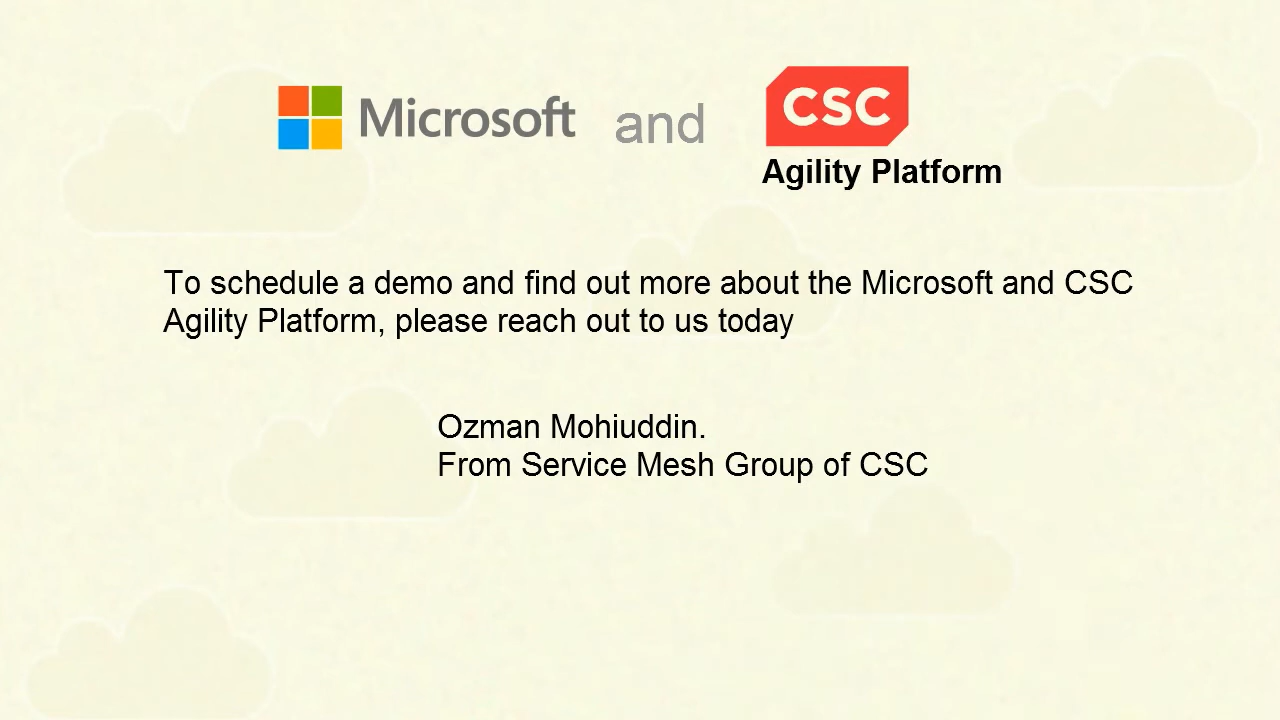 Microsoft and CSC
Agility Platform
To schedule a demo and find out more about the Microsoft and CSC
Agility Platform, please reach out to us today
Ozman Mohiuddin.
From Service Mesh Group of CSC